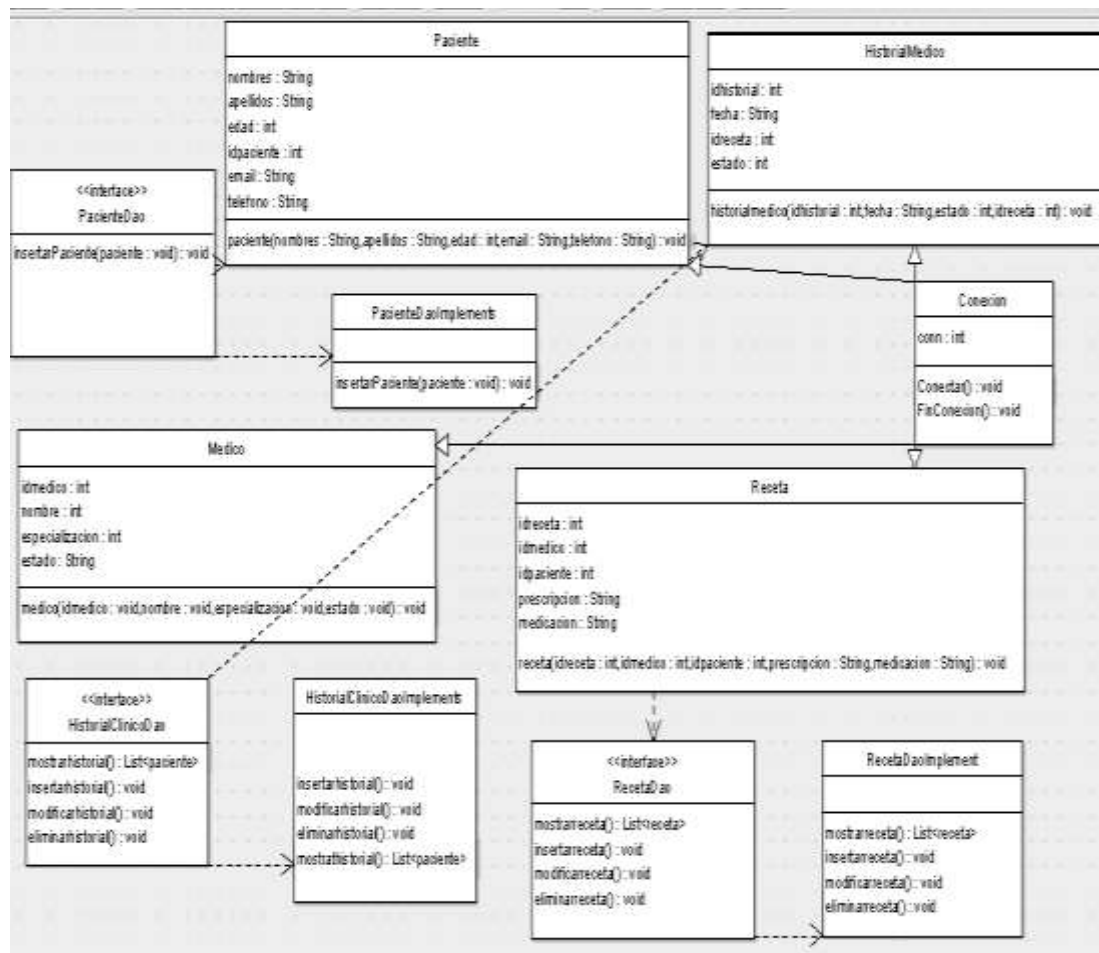 Paciente
nombres : String
apellidos : String
edad : int
idpaciente : int
email : String
telefono : String
paciente(nombres : String,apellidos : String,edad : int,email : String,telefono : String) : void
HistorialMedico
idhistorial : int
fecha : String
idreceta : int
estado : int
historialmedico(idhistorial : int,fecha : String,estado : int,idreceta : int) : void
<<interface>>
PacienteDao
insertarPaciente(paciente : void) : void
PacienteDaoImplements
insertarPaciente(paciente : void) : void
Conexion
conn : int
Conectar() : void
FinConexion() : void
Medico
idmedico : int
nombre : int
especializacion : int
estado : String
medico(idmedico : void,nombre : void,especializacion : void,estado : void) : void
Receta
idreceta : int
idmedico : int
idpaciente : int
prescripcion : String
medicacion : String
receta(idreceta : int,idmedico : int,idpaciente : int,prescripcion : String,medicacion : String) : void
<<interface>>
HistorialClinicoDao
mostrarhistorial() : List<paciente>
insertarhistorial() : void
modificarhistorial() : void
eliminarhistorial() : void
HistorialClinicoDaoImplements
insertarhistorial() : void
modificarhistorial() : void
eliminarhistorial() : void
mostrathistorial() : List<paciente>
<<interface>>
RecetaDao
mostrarreceta() : List<receta>
insertarreceta() : void
modificarreceta() : void
eliminarreceta() : void
RecetaDaoImplement
mostrarreceta() : List<receta>
insertarreceta() : void
modificarreceta() : void
eliminarreceta() : void